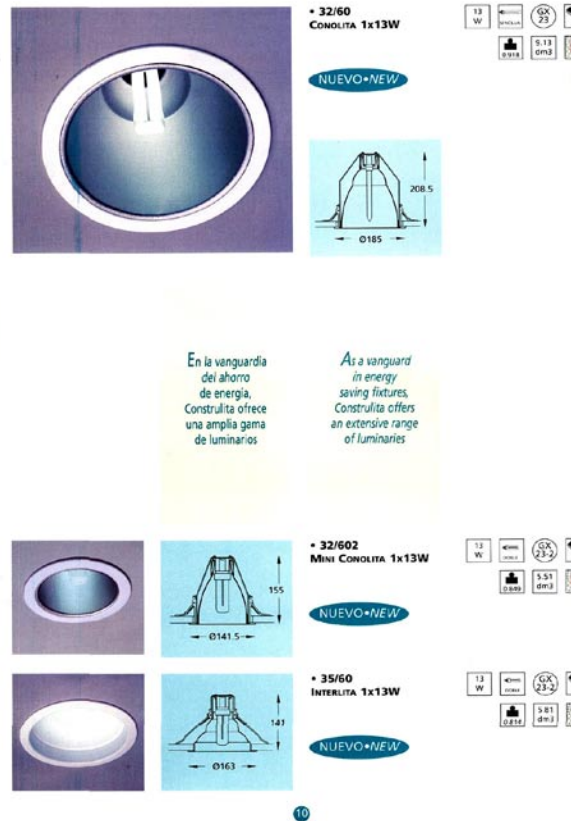 • 32/60
CONOLITA 1x13W
13
W
GX
23
0.918
9.13
dm3
NUEVO•NEW
208.5
Ø185
En la vanguardia
del ahorro
de energía,
Construlita ofrece
una amplia gama
de luminarios
As a vanguard
in energy
saving fixtures,
Construlita offers
an extensive range
of luminaries
• 32/602
MINI CONOLITA 1x13W
13
W
GX
23-2
5.51
dm3
NUEVO•NEW
155
Ø141.5
• 35/60
INTERLITA 1x13W
13
W
GX
23-2
5.81
dm3
NUEVO•NEW
141
Ø163
10